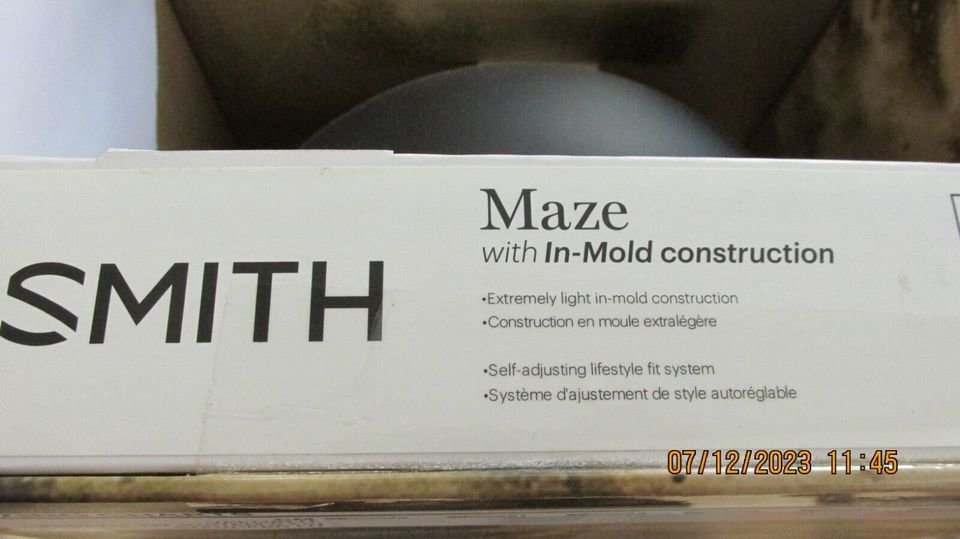 SMITH
Maze
with In-Mold construction
•Extremely light in-mold construction
•Construction en moule extralégère
•Self-adjusting lifestyle fit system
•Système d'ajustement de style autoréglable
07/12/2023 11:45